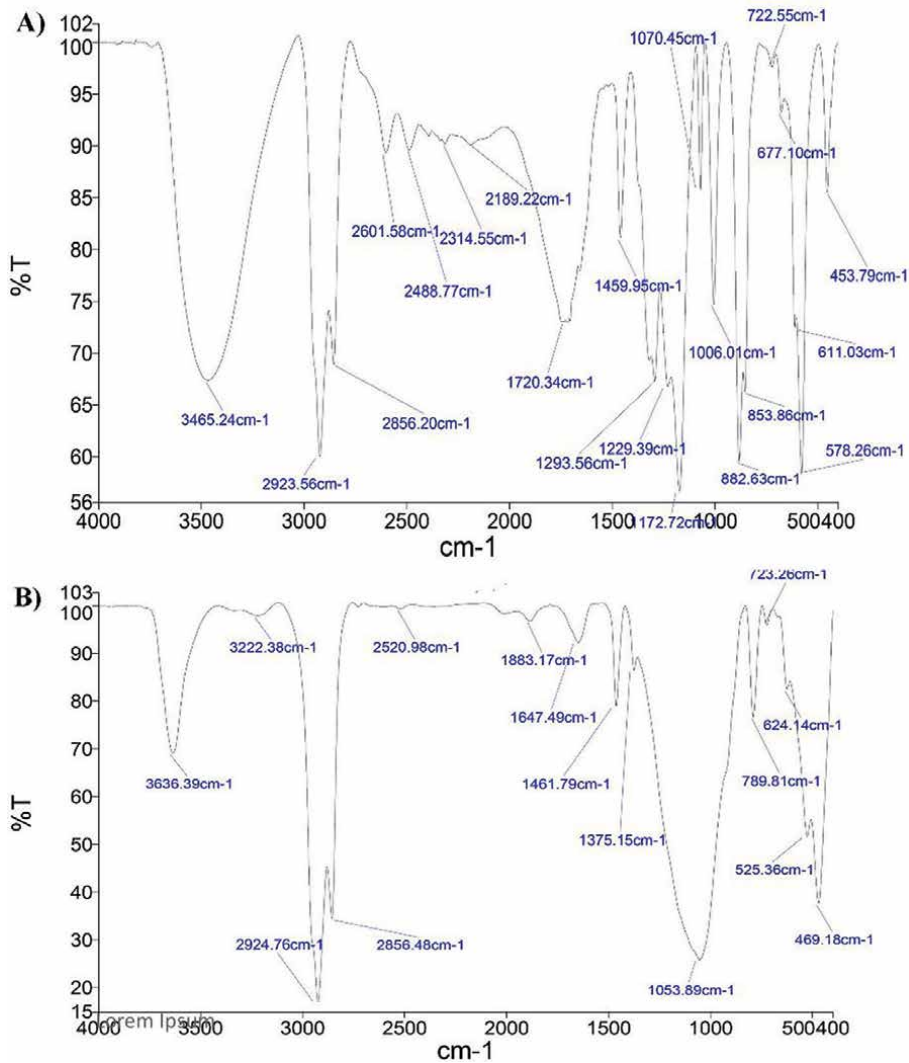 A)
102
100
95
90
85
80
75
70
65
60
56
%T
722.55cm-1
1070.45cm-1
677.10cm-1
2189.22cm-1
2601.58cm-1
2314.55cm-1
453.79cm-1
1459.95cm-1
2488.77cm-1
1006.01cm-1
611.03cm-1
1720.34cm-1
853.86cm-1
3465.24cm-1
2856.20cm-1
1229.39cm-1
578.26cm-1
1293.56cm-1
882.63cm-1
2923.56cm-1
1172.72cm-1
4000 3500 3000 2500 2000 1500 1000 500400
cm-1
B)
103
100
90
80
70
60
50
40
30
20
15
%T
723.26cm-1
3222.38cm-1
2520.98cm-1
1883.17cm-1
1647.49cm-1
624.14cm-1
3636.39cm-1
1461.79cm-1
789.81cm-1
1375.15cm-1
525.36cm-1
2924.76cm-1
2856.48cm-1
469.18cm-1
1053.89cm-1
Lorem Ipsum
4000 3500 3000 2500 2000 1500 1000 500400
cm-1